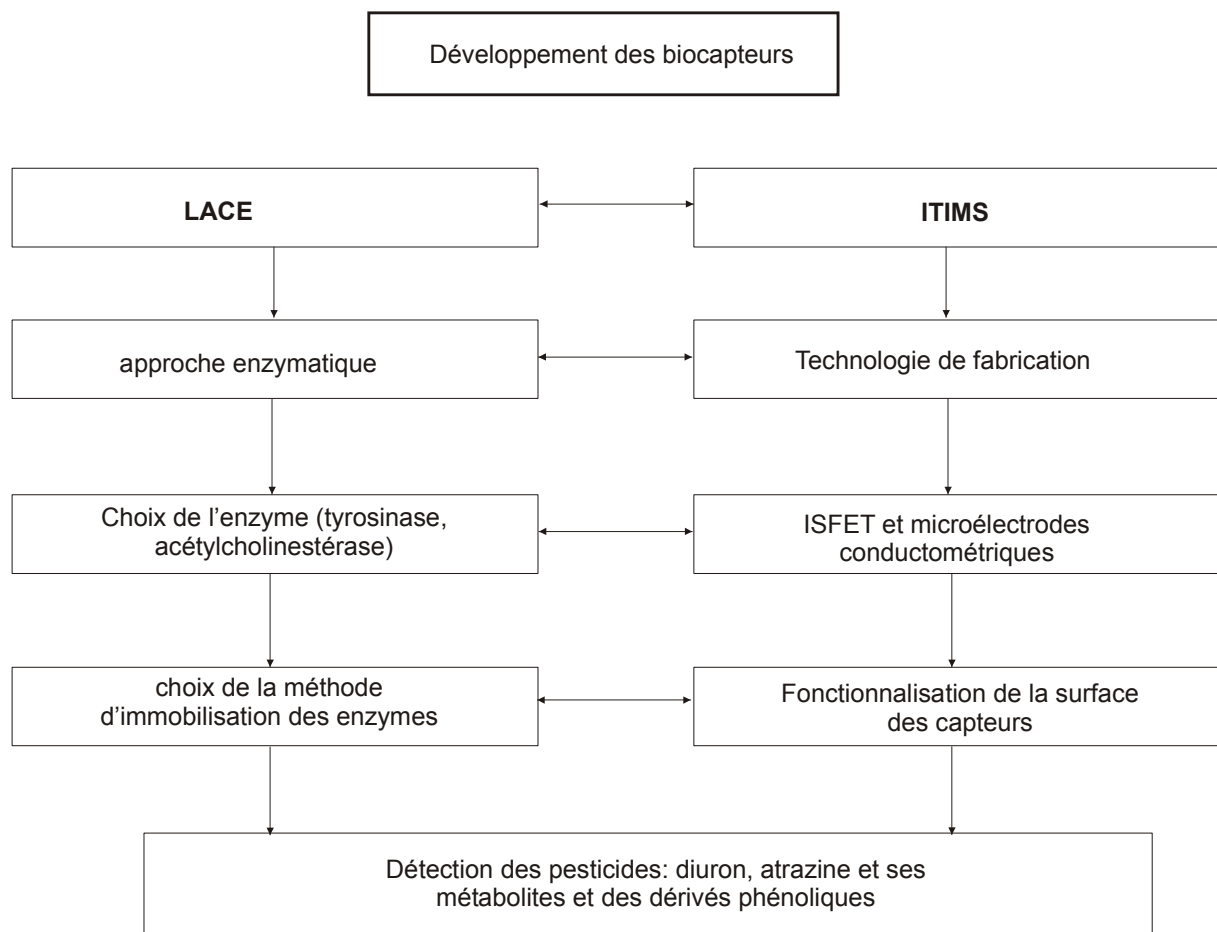 Développement des biocapteurs
LACE
ITIMS
approche enzymatique
Technologie de fabrication
Choix de l'enzyme (tyrosinase,
acétylcholinestérase)
ISFET et microélectrodes
conductométriques
choix de la méthode
d'immobilisation des enzymes
Fonctionnalisation de la surface
des capteurs
Détection des pesticides: diuron, atrazine et ses
métabolites et des dérivés phénoliques